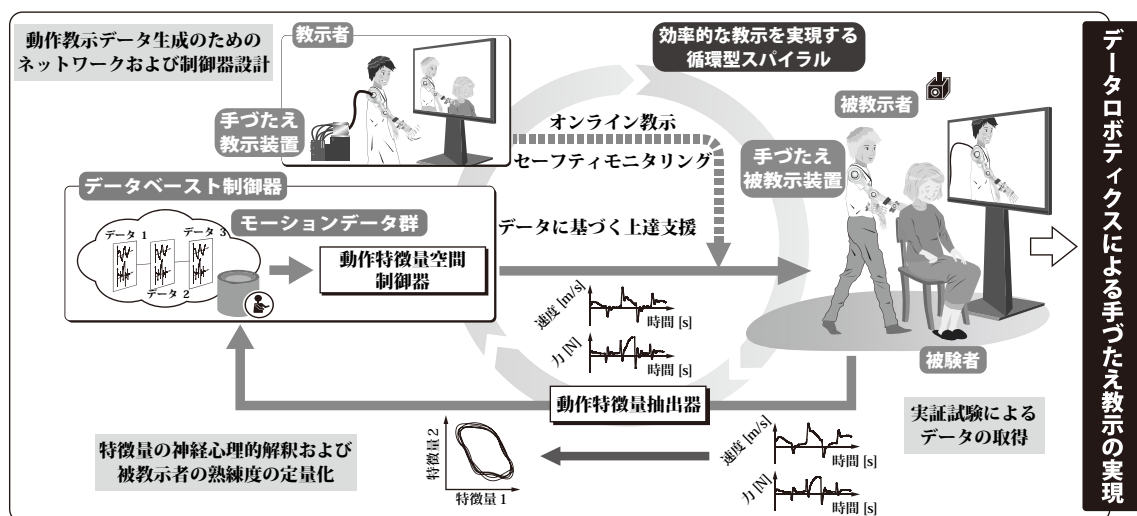 動作教示データ生成のための
ネットワークおよび制御器設計
教示者
手づたえ
教示装置
効率的な教示を実現する
循環型スパイラル
オンライン教示
セーフティモニタリング
データベースト制御器
モーションデータ群
データ 1
データ 2
データ 3
動作特徴量空間
制御器
データに基づく上達支援
手づたえ
被教示装置
被教示者
被験者
速度 [m/s]
時間 [s]
力 [N]
時間 [s]
動作特徴量抽出器
実証試験による
データの取得
速度 [m/s]
時間 [s]
力 [N]
時間 [s]
特徴量 2
特徴量 1
特徴量の神経心理的解釈および
被教示者の熟練度の定量化
データロボティクスによる手づたえ教示の実現